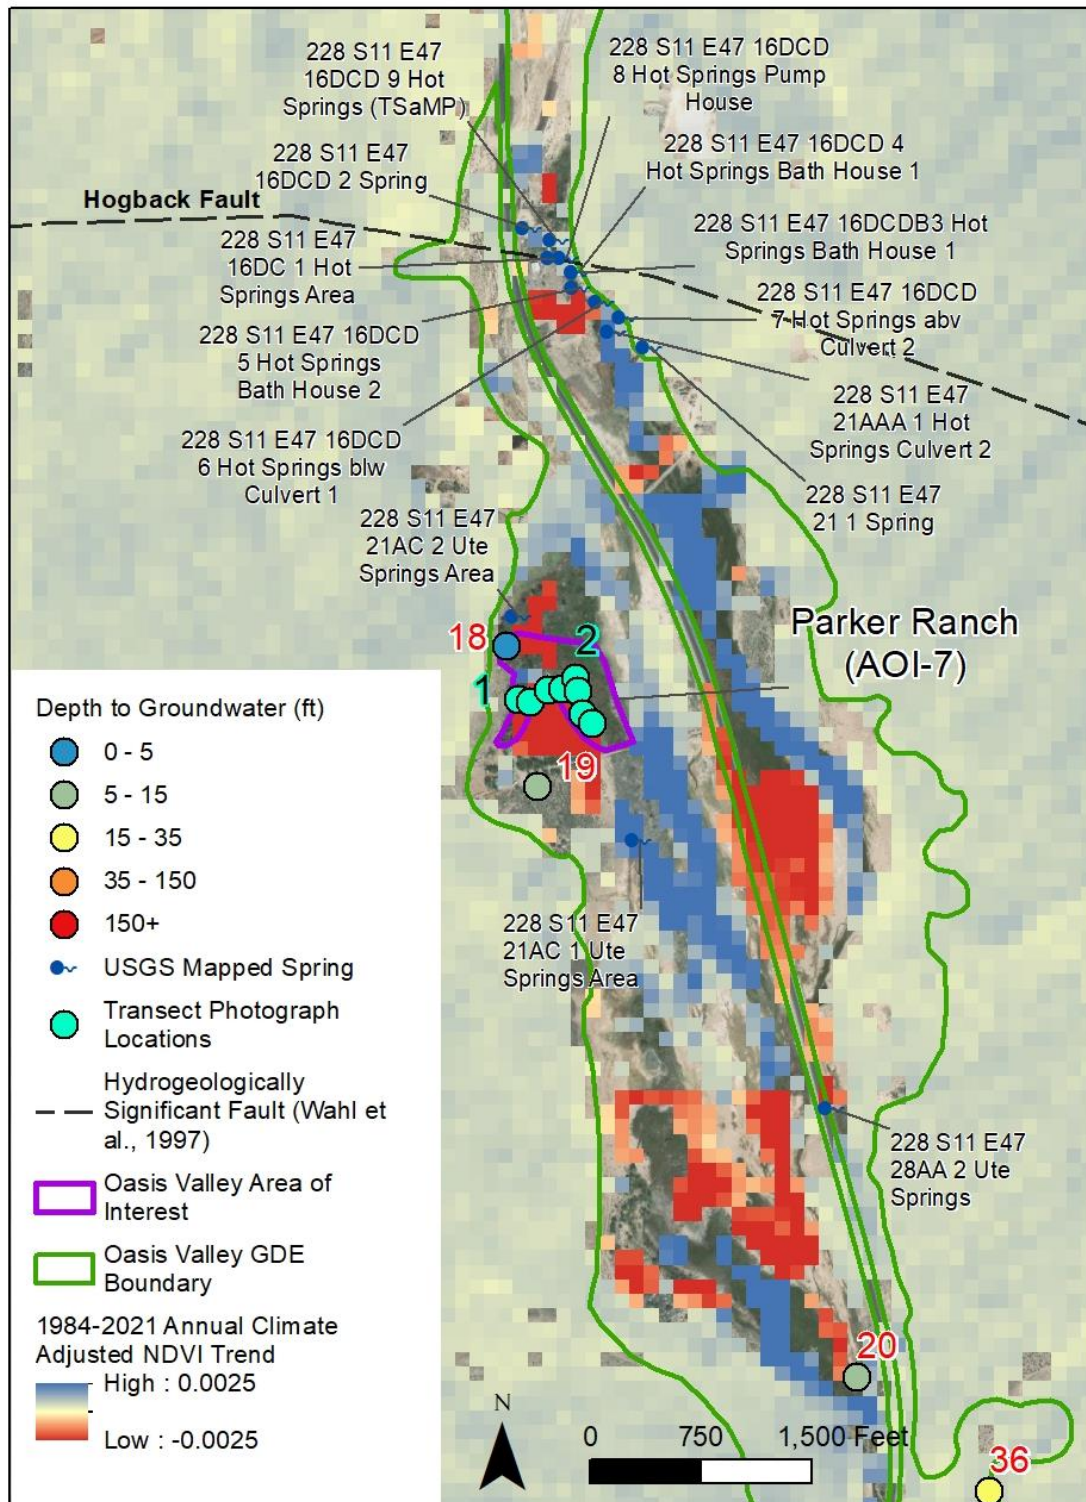 228 S11 E47
16DCD 9 Hot
Springs (TSaMP)
228 S11 E47 16DCD
8 Hot Springs Pump
House
228 S11 E47
16DCD 2 Spring
228 S11 E47 16DCD 4
Hot Springs Bath House 1
Hogback Fault
228 S11 E47
16DC 1 Hot
Springs Area
228 S11 E47 16DCDB3 Hot
Springs Bath House 1
228 S11 E47 16DCD
7 Hot Springs abv
Culvert 2
228 S11 E47 16DCD
5 Hot Springs
Bath House 2
228 S11 E47
21AAA 1 Hot
Springs Culvert 2
228 S11 E47 16DCD
6 Hot Springs blw
Culvert 1
228 S11 E47
21 1 Spring
228 S11 E47
21AC 2 Ute
Springs Area
18
2
1
Parker Ranch
(AOI-7)
19
228 S11 E47
21AC 1 Ute
Springs Area
228 S11 E47
28AA 2 Ute
Springs
20
36
Depth to Groundwater (ft)
0 - 5
5 - 15
15 - 35
35 - 150
150+
USGS Mapped Spring
Transect Photograph
Locations
Hydrogeologically
Significant Fault (Wahl et
al., 1997)
Oasis Valley Area of
Interest
Oasis Valley GDE
Boundary
1984-2021 Annual Climate
Adjusted NDVI Trend
High : 0.0025
Low : -0.0025
N
0 750 1,500 Feet